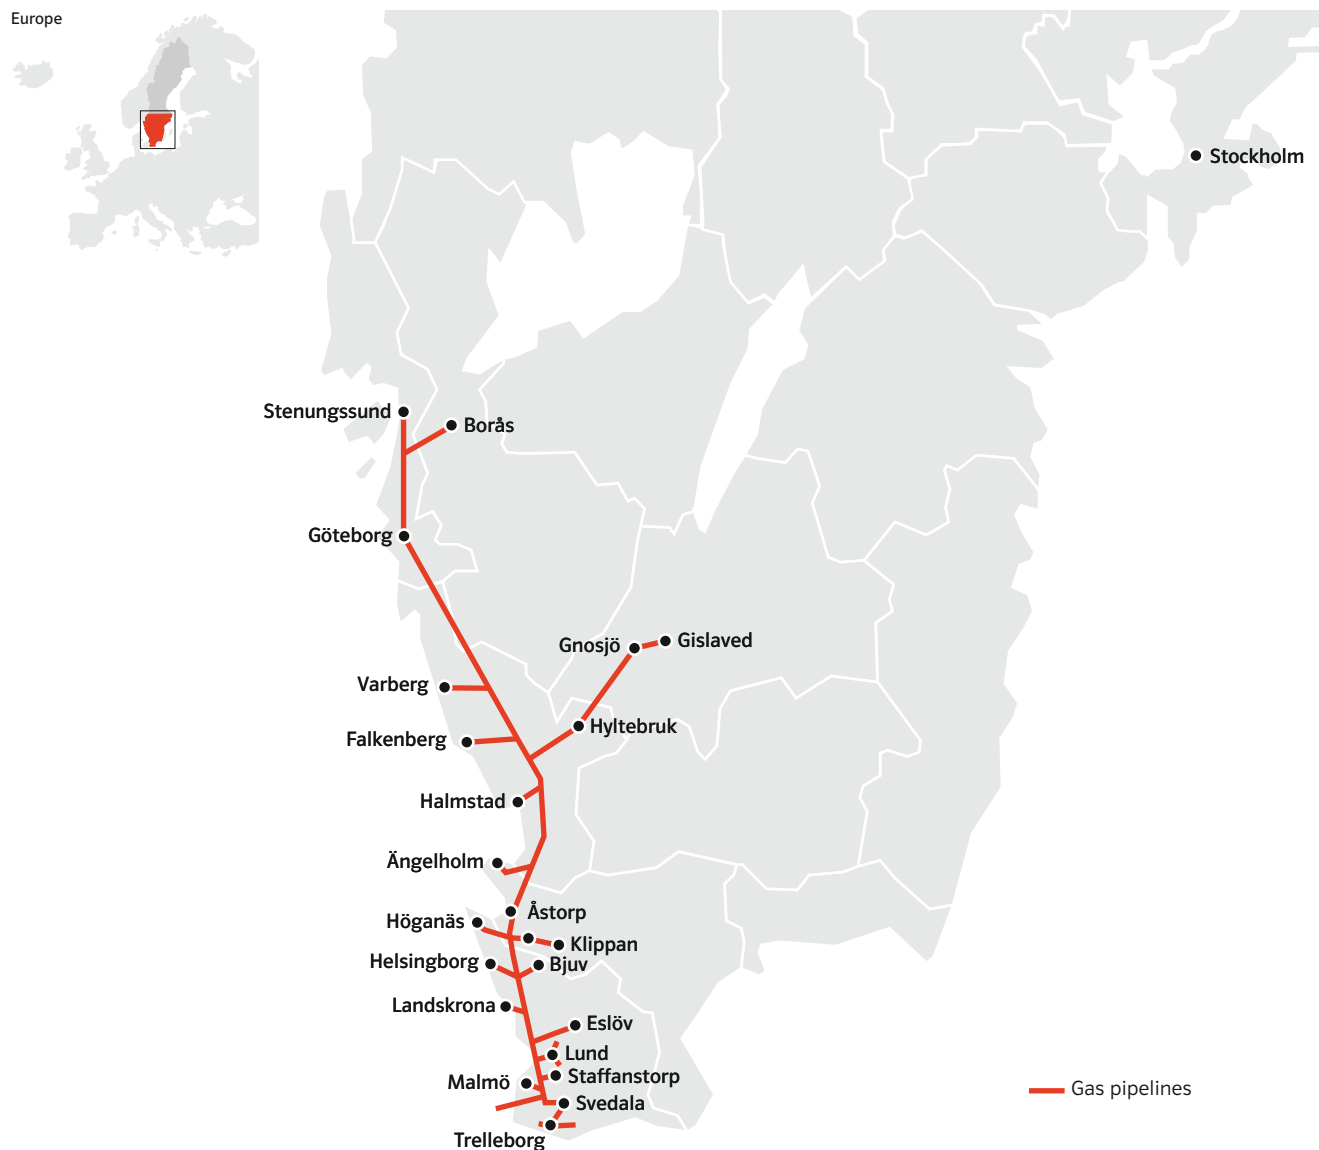 Europe
Stockholm
Stenungssund
Borås
Göteborg
Gnosjö
Gislaved
Varberg
Hyltebruk
Falkenberg
Halmstad
Ängelholm
Åstorp
Höganäs
Klippan
Helsingborg
Bjuv
Landskrona
Eslöv
Lund
Staffanstorp
Malmö
Gas pipelines
Svedala
Trelleborg